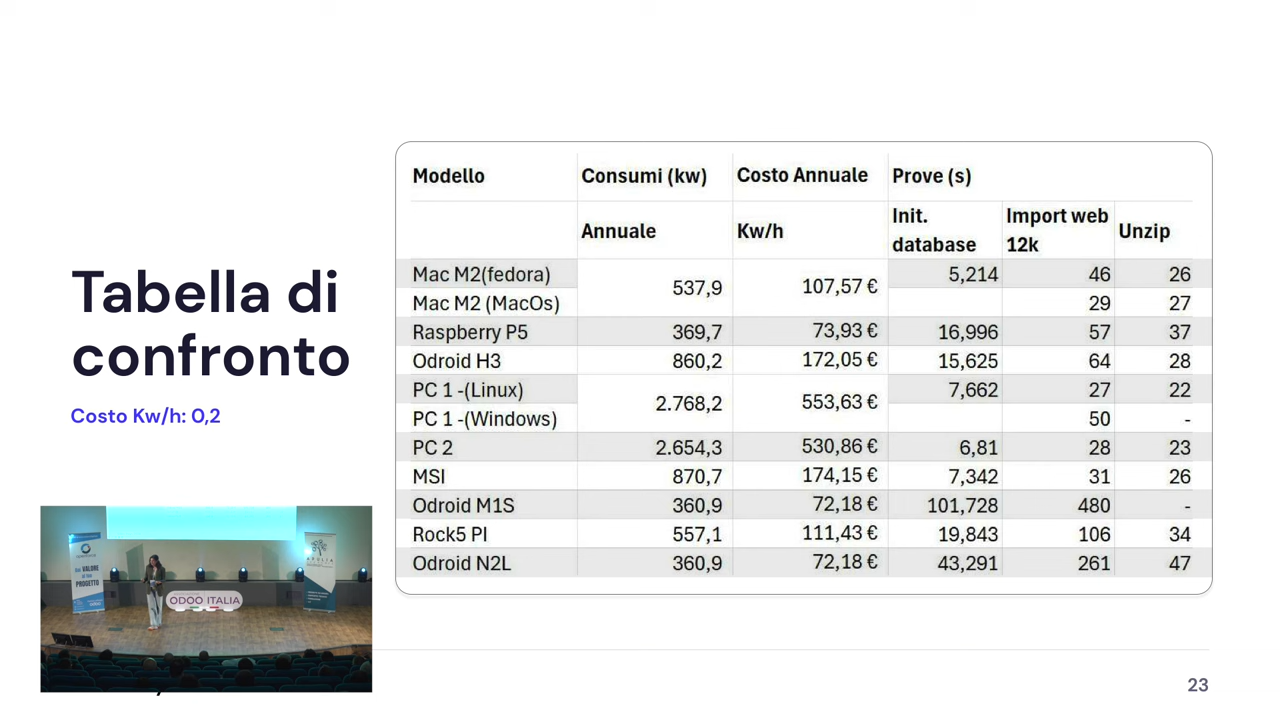 Tabella di
confronto
Costo Kw/h: 0,2
Modello Consumi (kw) Costo Annuale Prove (s)
Annuale Kw/h Init. database Import web 12k Unzip
Mac M2(fedora) 537,9 107,57 € 5,214 46 26
Mac M2 (MacOs) 29 27
Raspberry P5 369,7 73,93 € 16,996 57 37
Odroid H3 860,2 172,05 € 15,625 64 28
PC 1 -(Linux) 2.768,2 553,63 € 7,662 27 22
PC 1 -(Windows) 50 -
PC 2 2.654,3 530,86 € 6,81 28 23
MSI 870,7 174,15 € 7,342 31 26
Odroid M1S 360,9 72,18 € 101,728 480 -
Rock5 PI 557,1 111,43 € 19,843 106 34
Odroid N2L 360,9 72,18 € 43,291 261 47
VALORE
PROGETTO
ODOO ITALIA
23